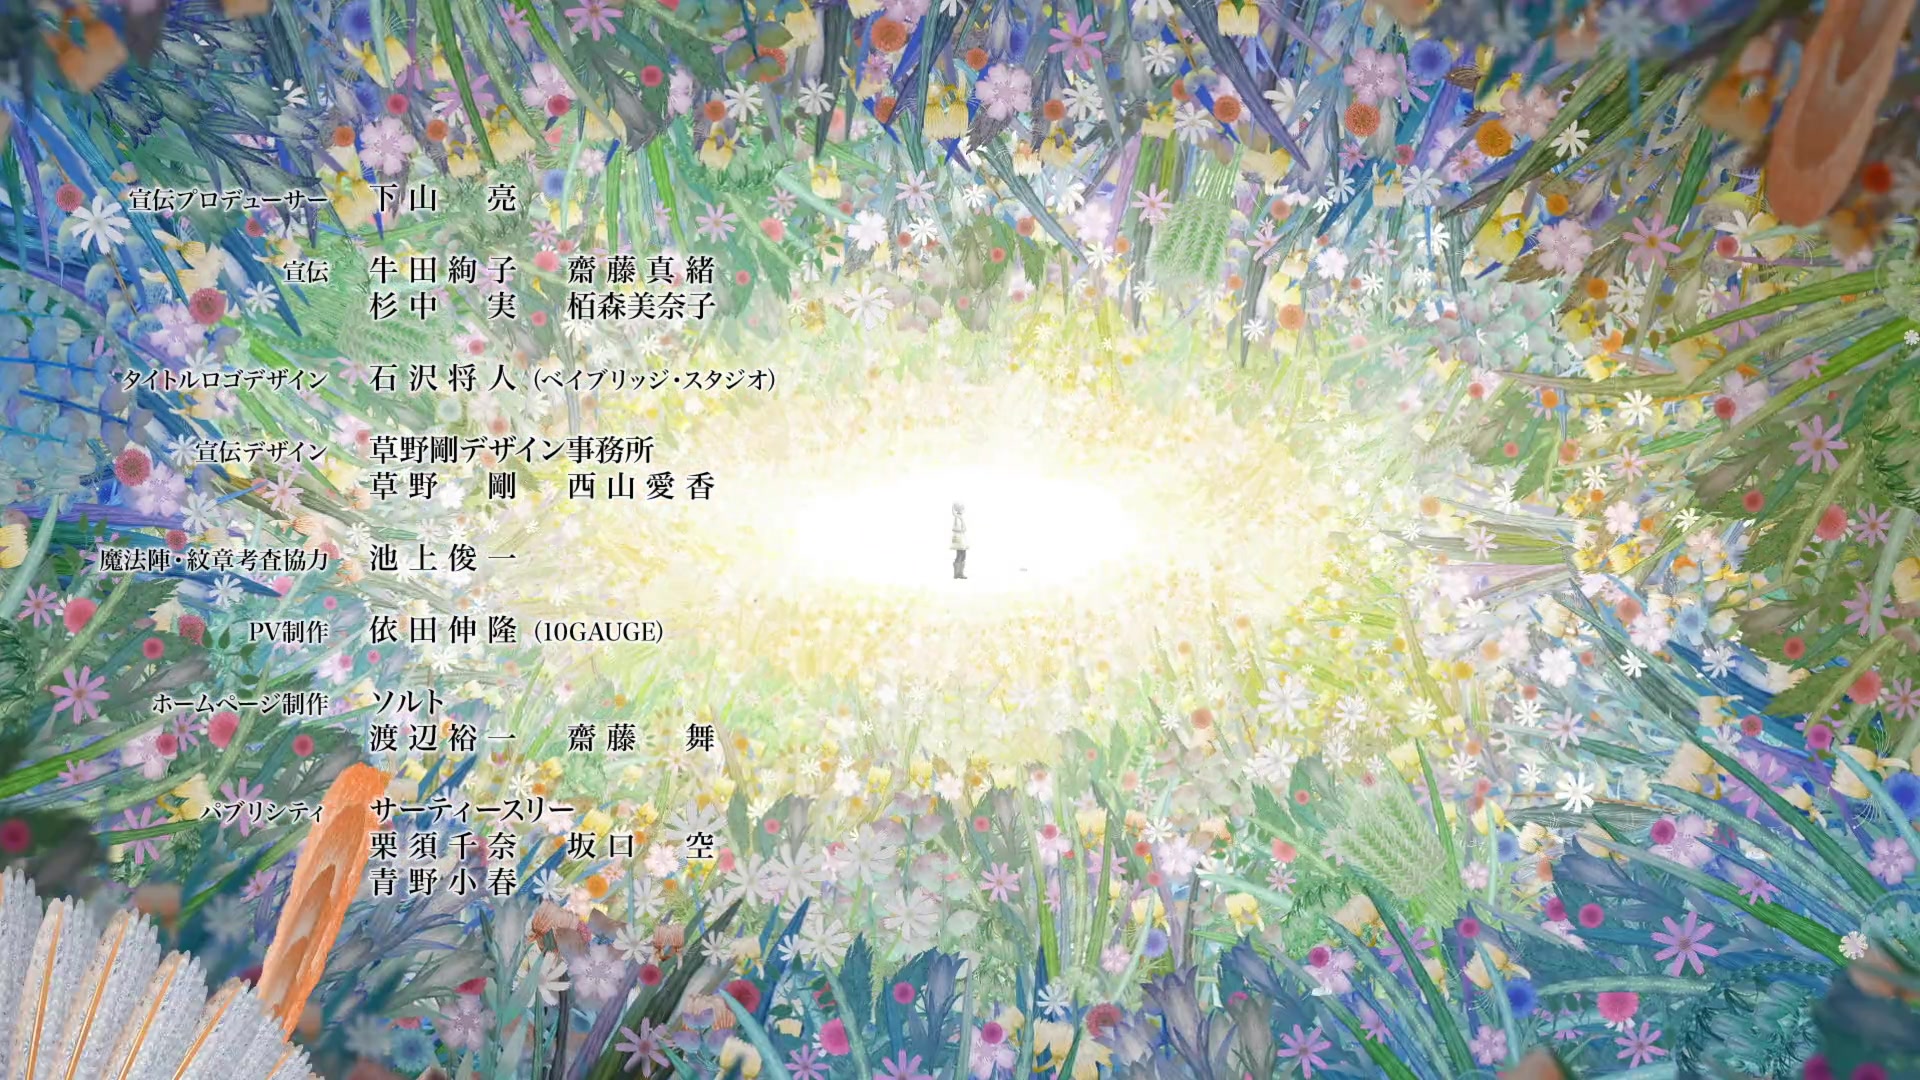 宣伝プロデューサー 下山 亮
宣伝 牛田絢子 齋藤真緒
杉中 実 栢森美奈子
タイトルロゴデザイン 石沢将人（ベイブリッジ・スタジオ）
宣伝デザイン 草野剛デザイン事務所
草野 剛 西山愛香
魔法陣・紋章考査協力 池上俊一
PV制作 依田伸隆（10GAUGE）
ホームページ制作 ソルト
渡辺裕一 齋藤 舞
パブリシティ サーティースリー
栗須千奈 坂口 空
青野小春